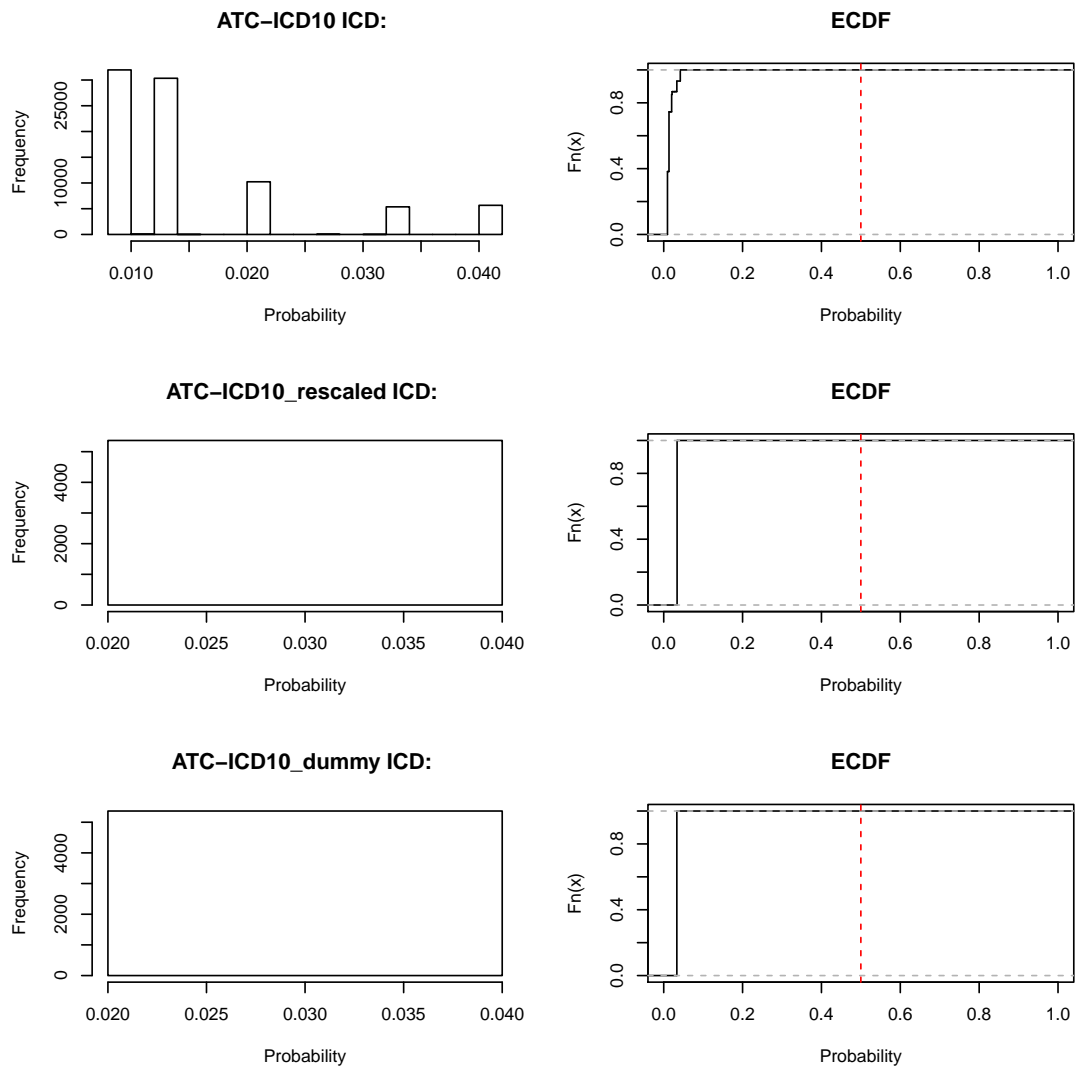 ATC−ICD10 ICD:
Frequency
0 10000 25000
0.010 0.020 0.030 0.040
Probability
ECDF
Fn(x)
0.0 0.4 0.8
0.0 0.2 0.4 0.6 0.8 1.0
Probability
ATC−ICD10_rescaled ICD:
Frequency
0 2000 4000
0.020 0.025 0.030 0.035 0.040
Probability
ECDF
Fn(x)
0.0 0.4 0.8
0.0 0.2 0.4 0.6 0.8 1.0
Probability
ATC−ICD10_dummy ICD:
Frequency
0 2000 4000
0.020 0.025 0.030 0.035 0.040
Probability
ECDF
Fn(x)
0.0 0.4 0.8
0.0 0.2 0.4 0.6 0.8 1.0
Probability